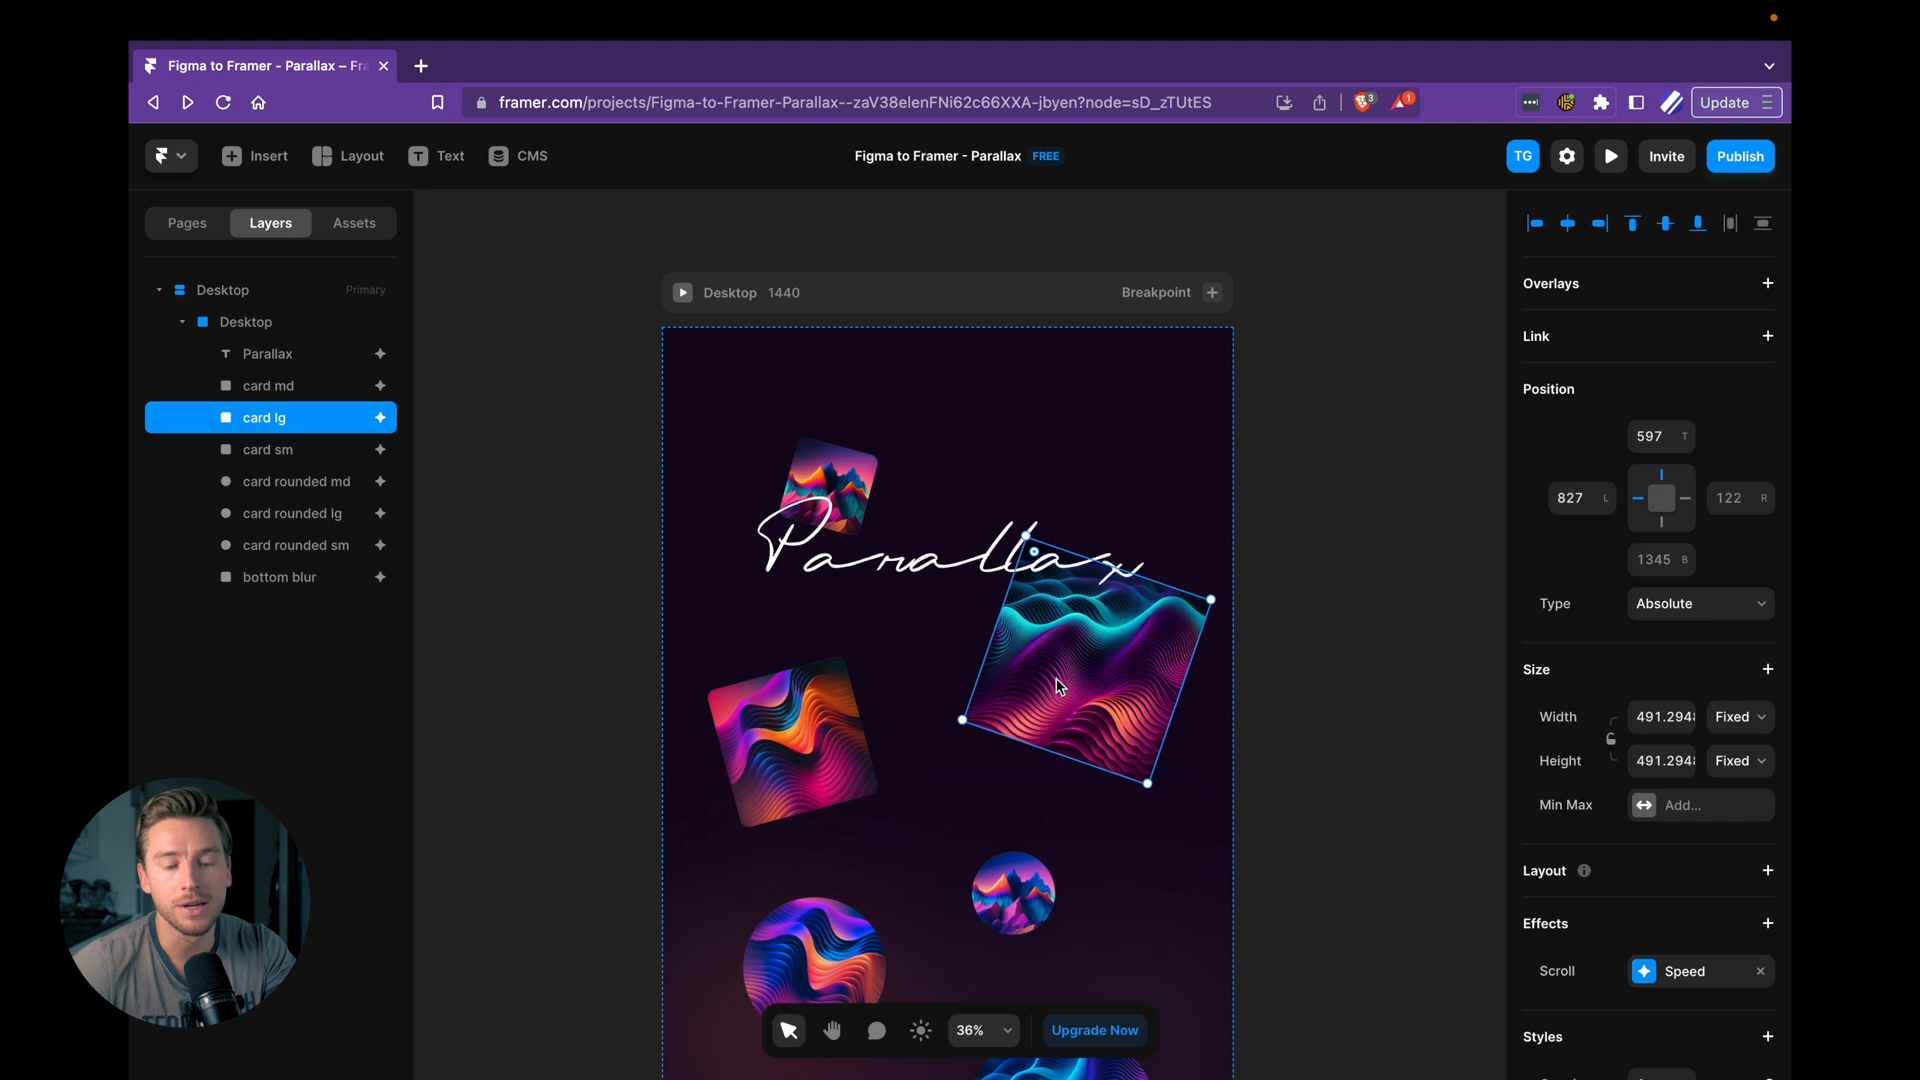 Figma to Framer - Parallax – Fra
framer.com/projects/Figma-to-Framer-Parallax--zaV38elenFNi62c66XXA-jbyen?node=sD_zTUtES
3
1
Update
Insert
Layout
Text
CMS
Figma to Framer - Parallax FREE
TG
Invite
Publish
Pages
Layers
Assets
Desktop
Primary
Desktop
Parallax
card md
card lg
card sm
card rounded md
card rounded lg
card rounded sm
bottom blur
Desktop 1440
Breakpoint
Parallax
36%
Upgrade Now
Overlays
Link
Position
597 T
827 L
122 R
1345 B
Type
Absolute
Size
Width
491.294
Fixed
Height
491.294
Fixed
Min Max
Add...
Layout
Effects
Scroll
Speed
Styles